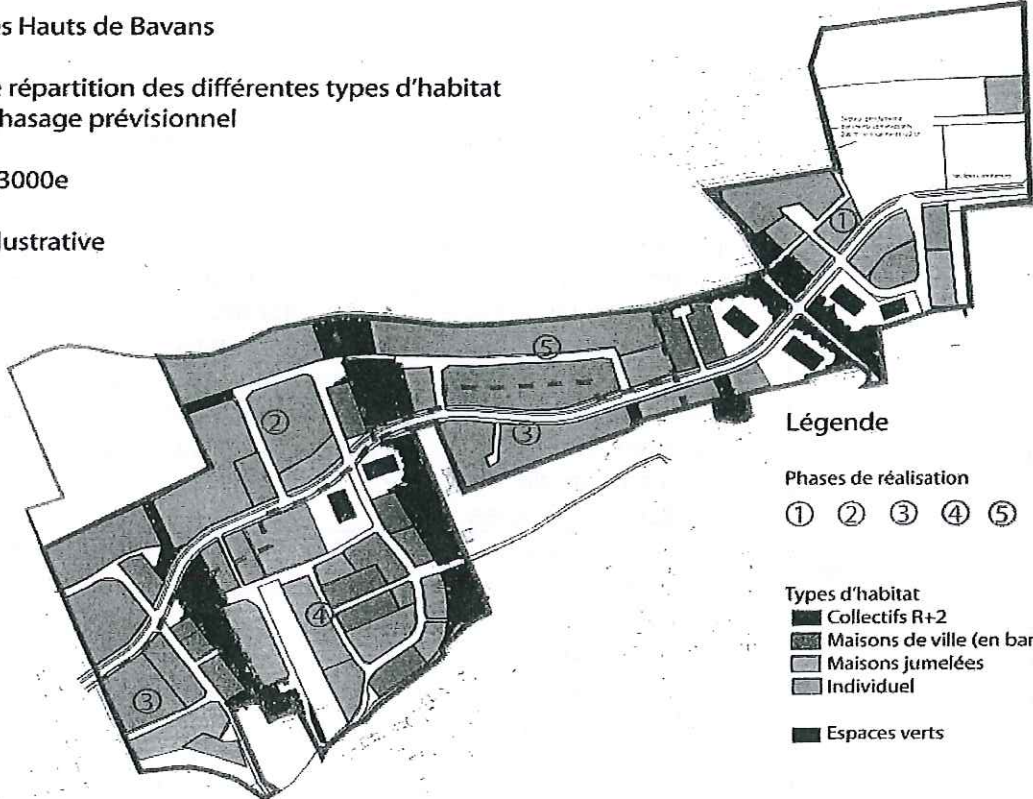 s Hauts de Bavans
répartition des différentes types d'habitat
hasage prévisionnel
3000e
lustrative
①
⑤
②
③
④
③
Légende
Phases de réalisation
① ② ③ ④ ⑤
Types d'habitat
Collectifs R+2
Maisons de ville (en ban
Maisons jumelées
Individuel
Espaces verts